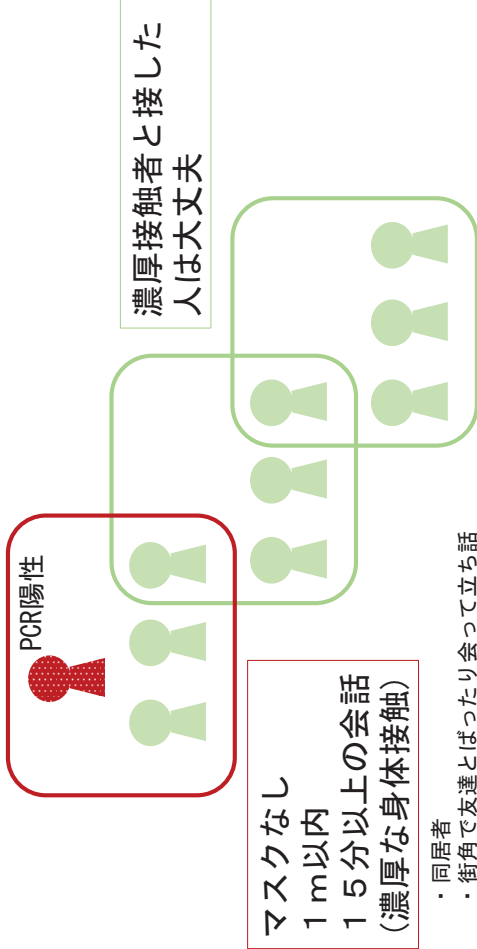 PCR陽性
濃厚接触者と接した
人は大丈夫
マスクなし
１ｍ以内
１５分以上の会話
(濃厚な身体接触)
・同居者
・街角で友達とばったり会って立ち話